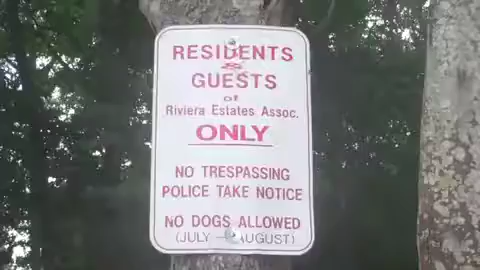 RESIDENTS
&
GUESTS
of
Riviera Estates Assoc.
ONLY
NO TRESPASSING
POLICE TAKE NOTICE
NO DOGS ALLOWED
(JULY - AUGUST)